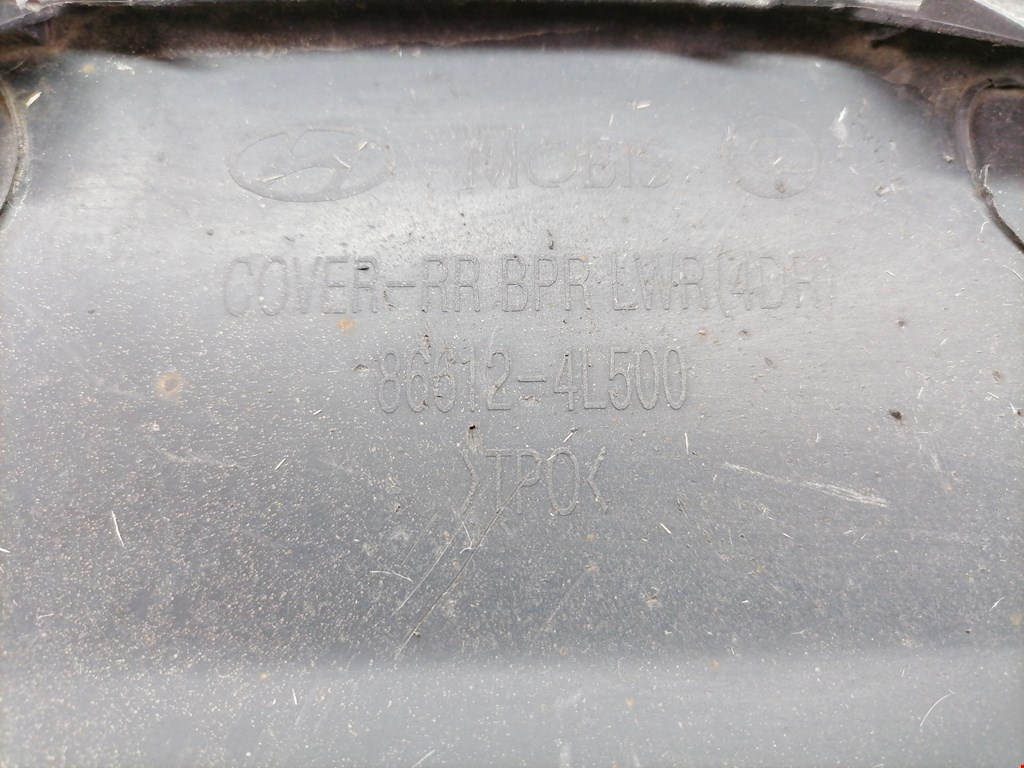 MOBIS
COVER-RR BPR LWR(4DR)
86612-4L500
>TPO<